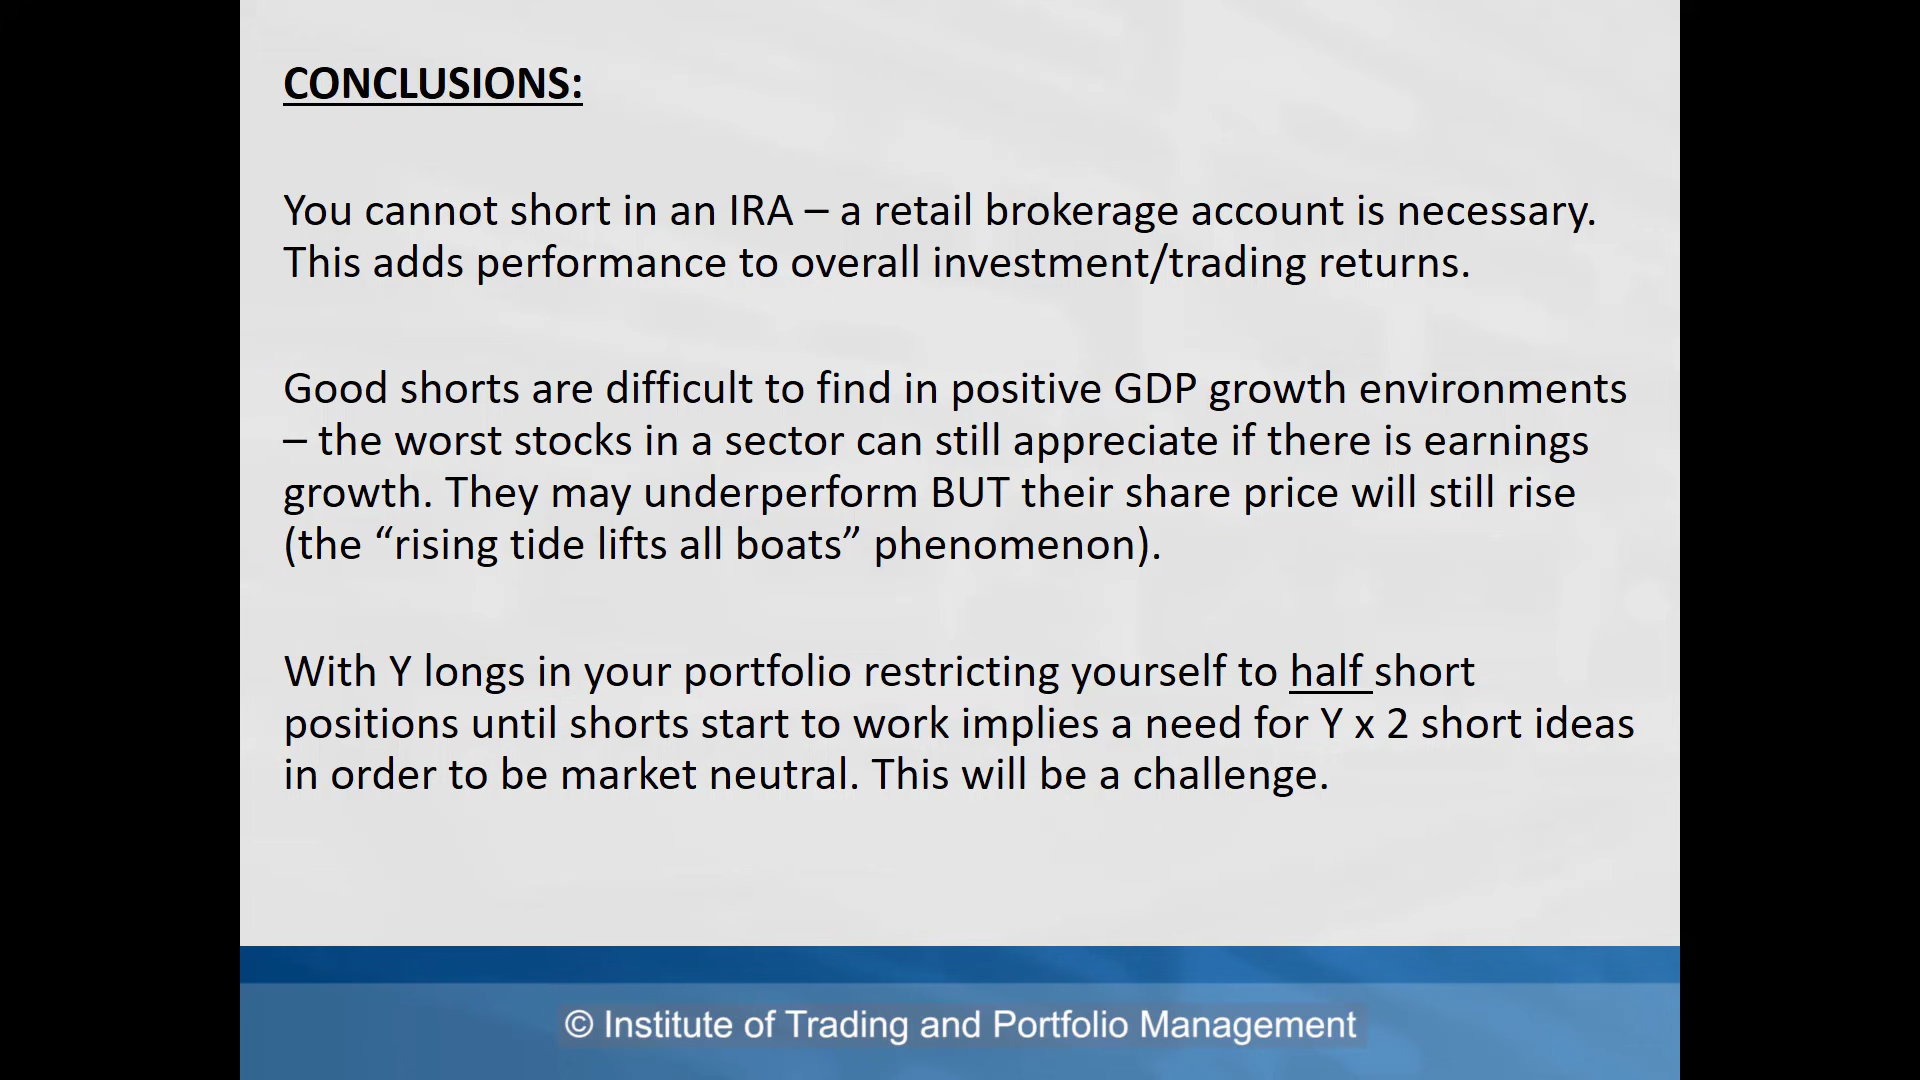 CONCLUSIONS:
You cannot short in an IRA – a retail brokerage account is necessary.
This adds performance to overall investment/trading returns.
Good shorts are difficult to find in positive GDP growth environments
– the worst stocks in a sector can still appreciate if there is earnings
growth. They may underperform BUT their share price will still rise
(the “rising tide lifts all boats” phenomenon).
With Y longs in your portfolio restricting yourself to half short
positions until shorts start to work implies a need for Y x 2 short ideas
in order to be market neutral. This will be a challenge.
© Institute of Trading and Portfolio Management